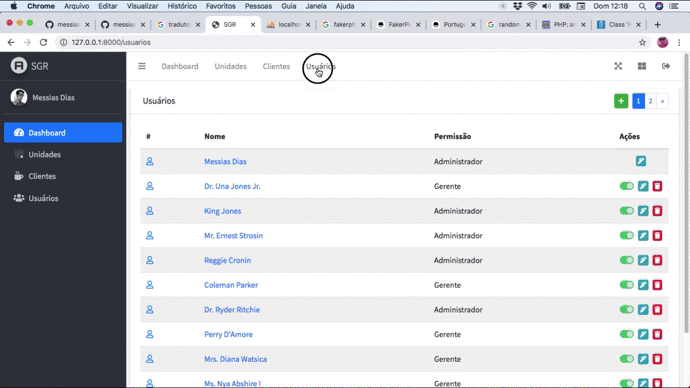 Chrome Arquivo Editar Visualizar Histórico Favoritos Pessoas Guia Janela Ajuda Dom 12:18
messias messias tradutor SGR localho fakerphp FakerPH Portugu random PHP: as Class 'F
127.0.0.1:8000/usuarios
SGR
Dashboard Unidades Clientes Usuários
Messias Dias
Dashboard
Unidades
Clientes
Usuários
Usuários
1 2 »
# Nome Permissão Ações
Messias Dias Administrador
Dr. Una Jones Jr. Gerente
King Jones Administrador
Mr. Ernest Strosin Administrador
Reggie Cronin Administrador
Coleman Parker Gerente
Dr. Ryder Ritchie Administrador
Perry D'Amore Gerente
Mrs. Diana Watsica Gerente
Ms. Nya Abshire I Gerente